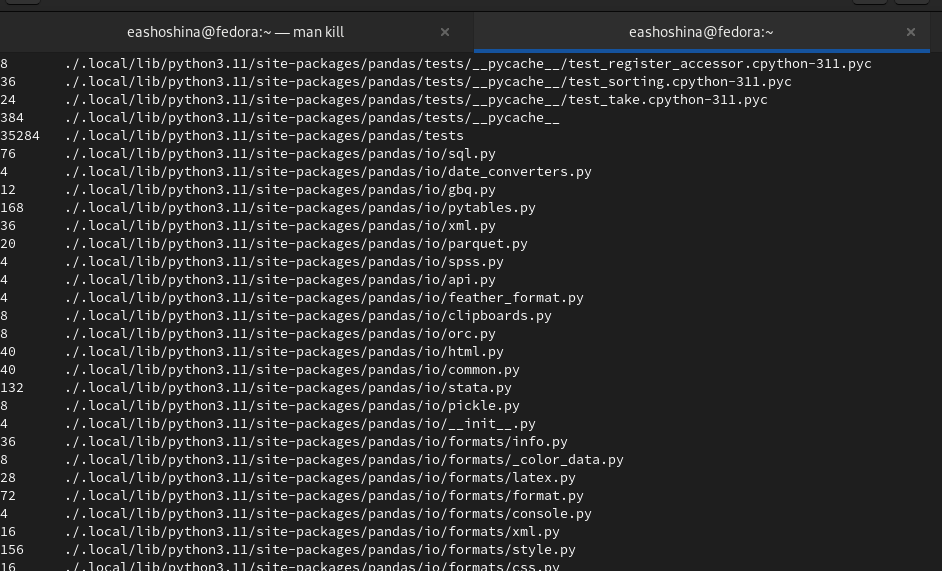 eashoshina@fedora:~ — man kill × eashoshina@fedora:~ ×
8 ./.local/lib/python3.11/site-packages/pandas/tests/__pycache__/test_register_accessor.cpython-311.pyc
36 ./.local/lib/python3.11/site-packages/pandas/tests/__pycache__/test_sorting.cpython-311.pyc
24 ./.local/lib/python3.11/site-packages/pandas/tests/__pycache__/test_take.cpython-311.pyc
384 ./.local/lib/python3.11/site-packages/pandas/tests/__pycache__
35284 ./.local/lib/python3.11/site-packages/pandas/tests
76 ./.local/lib/python3.11/site-packages/pandas/io/sql.py
4 ./.local/lib/python3.11/site-packages/pandas/io/date_converters.py
12 ./.local/lib/python3.11/site-packages/pandas/io/gbq.py
168 ./.local/lib/python3.11/site-packages/pandas/io/pytables.py
36 ./.local/lib/python3.11/site-packages/pandas/io/xml.py
20 ./.local/lib/python3.11/site-packages/pandas/io/parquet.py
4 ./.local/lib/python3.11/site-packages/pandas/io/spss.py
4 ./.local/lib/python3.11/site-packages/pandas/io/api.py
4 ./.local/lib/python3.11/site-packages/pandas/io/feather_format.py
8 ./.local/lib/python3.11/site-packages/pandas/io/clipboards.py
8 ./.local/lib/python3.11/site-packages/pandas/io/orc.py
40 ./.local/lib/python3.11/site-packages/pandas/io/html.py
40 ./.local/lib/python3.11/site-packages/pandas/io/common.py
132 ./.local/lib/python3.11/site-packages/pandas/io/stata.py
8 ./.local/lib/python3.11/site-packages/pandas/io/pickle.py
4 ./.local/lib/python3.11/site-packages/pandas/io/__init__.py
36 ./.local/lib/python3.11/site-packages/pandas/io/formats/info.py
8 ./.local/lib/python3.11/site-packages/pandas/io/formats/_color_data.py
28 ./.local/lib/python3.11/site-packages/pandas/io/formats/latex.py
72 ./.local/lib/python3.11/site-packages/pandas/io/formats/format.py
4 ./.local/lib/python3.11/site-packages/pandas/io/formats/console.py
16 ./.local/lib/python3.11/site-packages/pandas/io/formats/xml.py
156 ./.local/lib/python3.11/site-packages/pandas/io/formats/style.py
16 ./.local/lib/python3.11/site-packages/pandas/io/formats/css.py